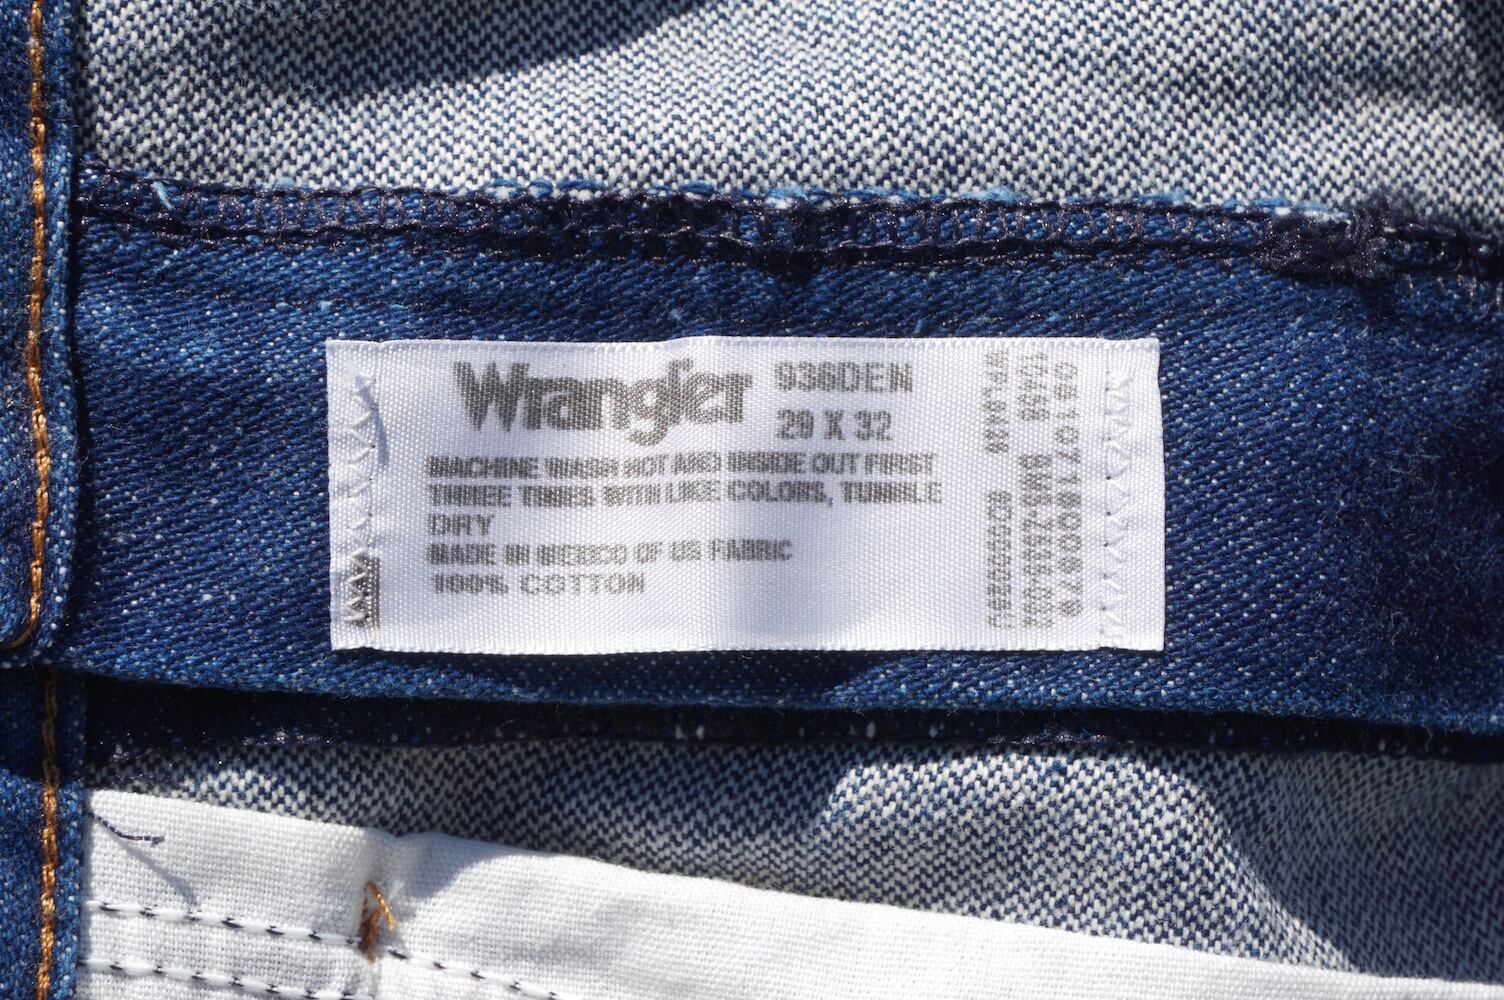 Wrangler
936DEN
29 X 32
MACHINE WASH HOT AND INSIDE OUT FIRST
THREE TIMES WITH LIKE COLORS, TUMBLE
DRY
MADE IN MEXICO OF US FABRIC
100% COTTON